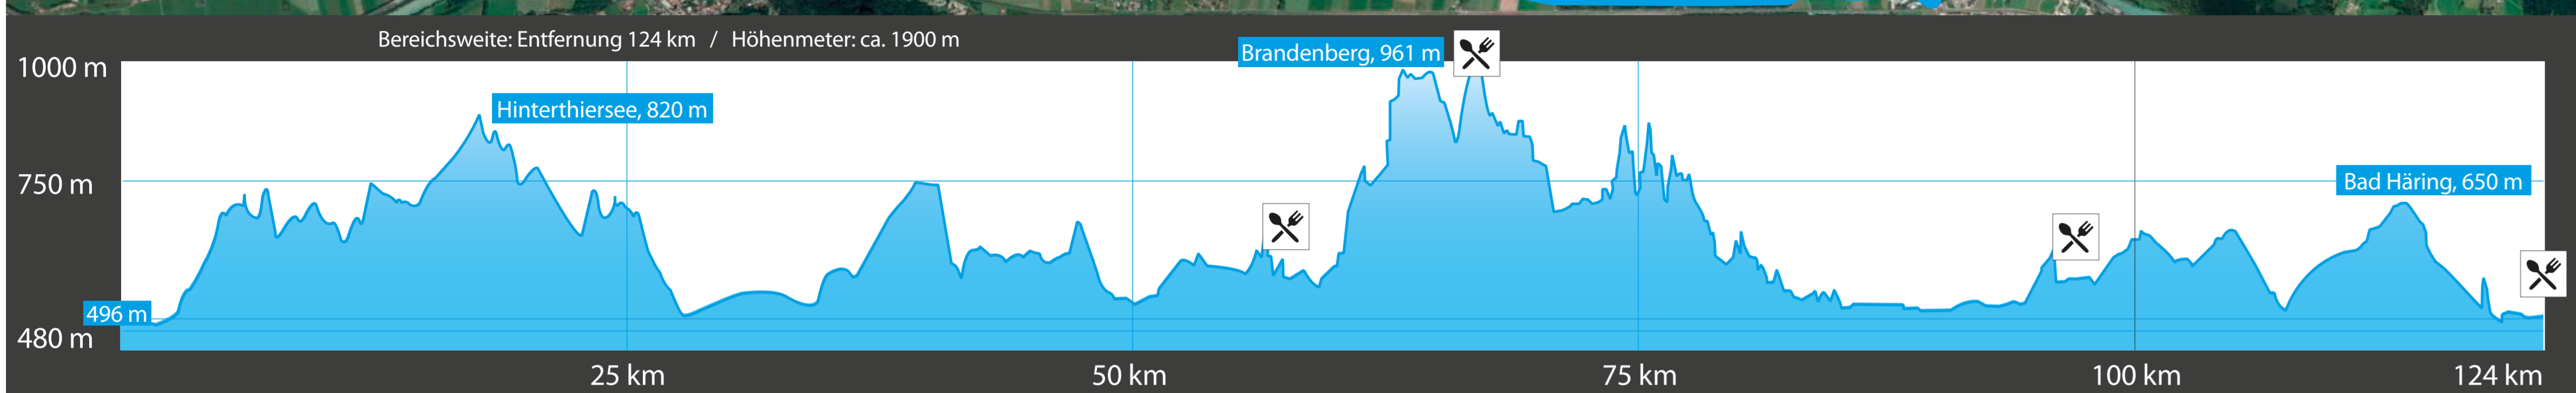 Bereichsweite: Entfernung 124 km / Höhenmeter: ca. 1900 m
Brandenberg, 961 m
1000 m
Hinterthiersee, 820 m
750 m
Bad Häring, 650 m
496 m
480 m
25 km
50 km
75 km
100 km
124 km